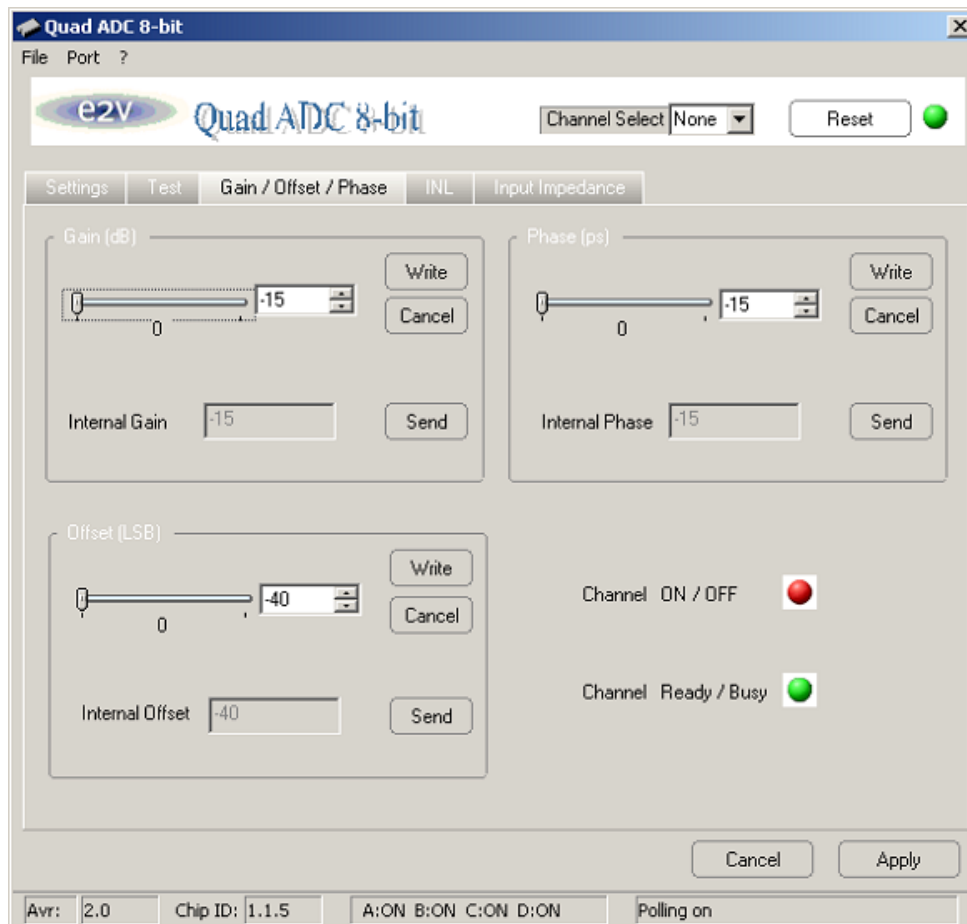 Quad ADC 8-bit
File Port ?
e2v Quad ADC 8-bit Channel Select None Reset
Settings Test Gain / Offset / Phase INL Input Impedance
Gain (dB)
-15 Write
Cancel
0
Internal Gain -15 Send
Phase (ps)
-15 Write
Cancel
0
Internal Phase -15 Send
Offset (LSB)
-40 Write
Cancel
0
Internal Offset -40 Send
Channel ON / OFF
Channel Ready / Busy
Cancel Apply
Avr: 2.0 Chip ID: 1.1.5 A:ON B:ON C:ON D:ON Polling on